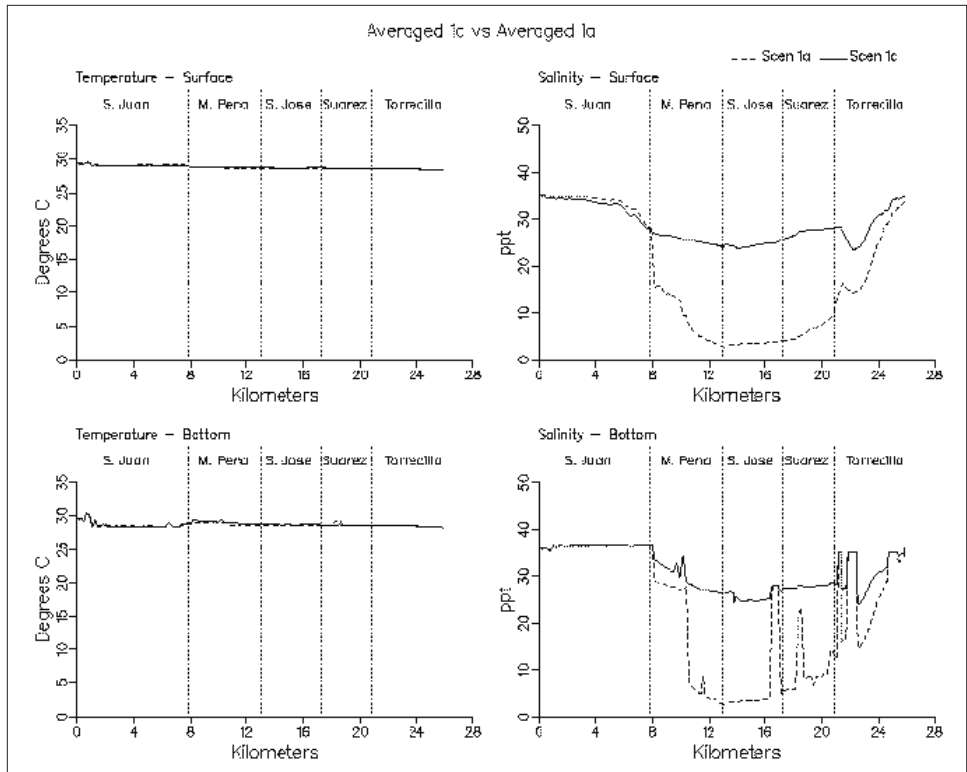 Averaged 1c vs Averaged 1a
Scen 1a Scen 1c
Temperature – Surface
S. Juan M. Pena S. Jose Suarez Torrecilla
35
30
25
20
15
10
5
0
Degrees C
0 4 8 12 16 20 24 28
Kilometers
Salinity – Surface
S. Juan M. Pena S. Jose Suarez Torrecilla
50
40
30
20
10
0
ppt
0 4 8 12 16 20 24 28
Kilometers
Temperature – Bottom
S. Juan M. Pena S. Jose Suarez Torrecilla
35
30
25
20
15
10
5
0
Degrees C
0 4 8 12 16 20 24 28
Kilometers
Salinity – Bottom
S. Juan M. Pena S. Jose Suarez Torrecilla
50
40
30
20
10
0
ppt
0 4 8 12 16 20 24 28
Kilometers